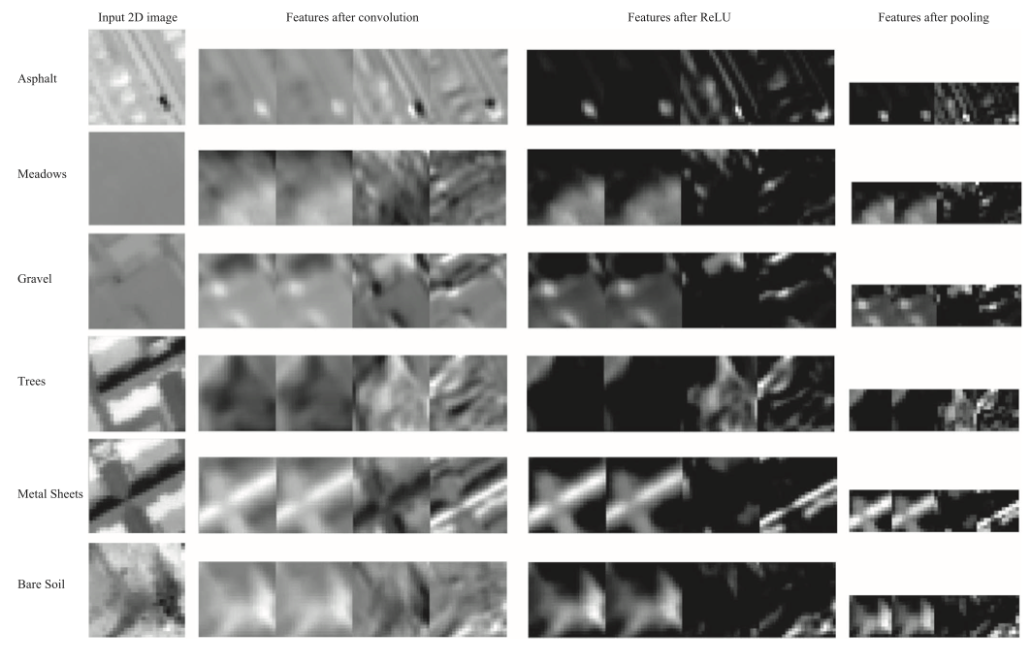 Input 2D image Features after convolution Features after ReLU Features after pooling
Asphalt
Meadows
Gravel
Trees
Metal Sheets
Bare Soil